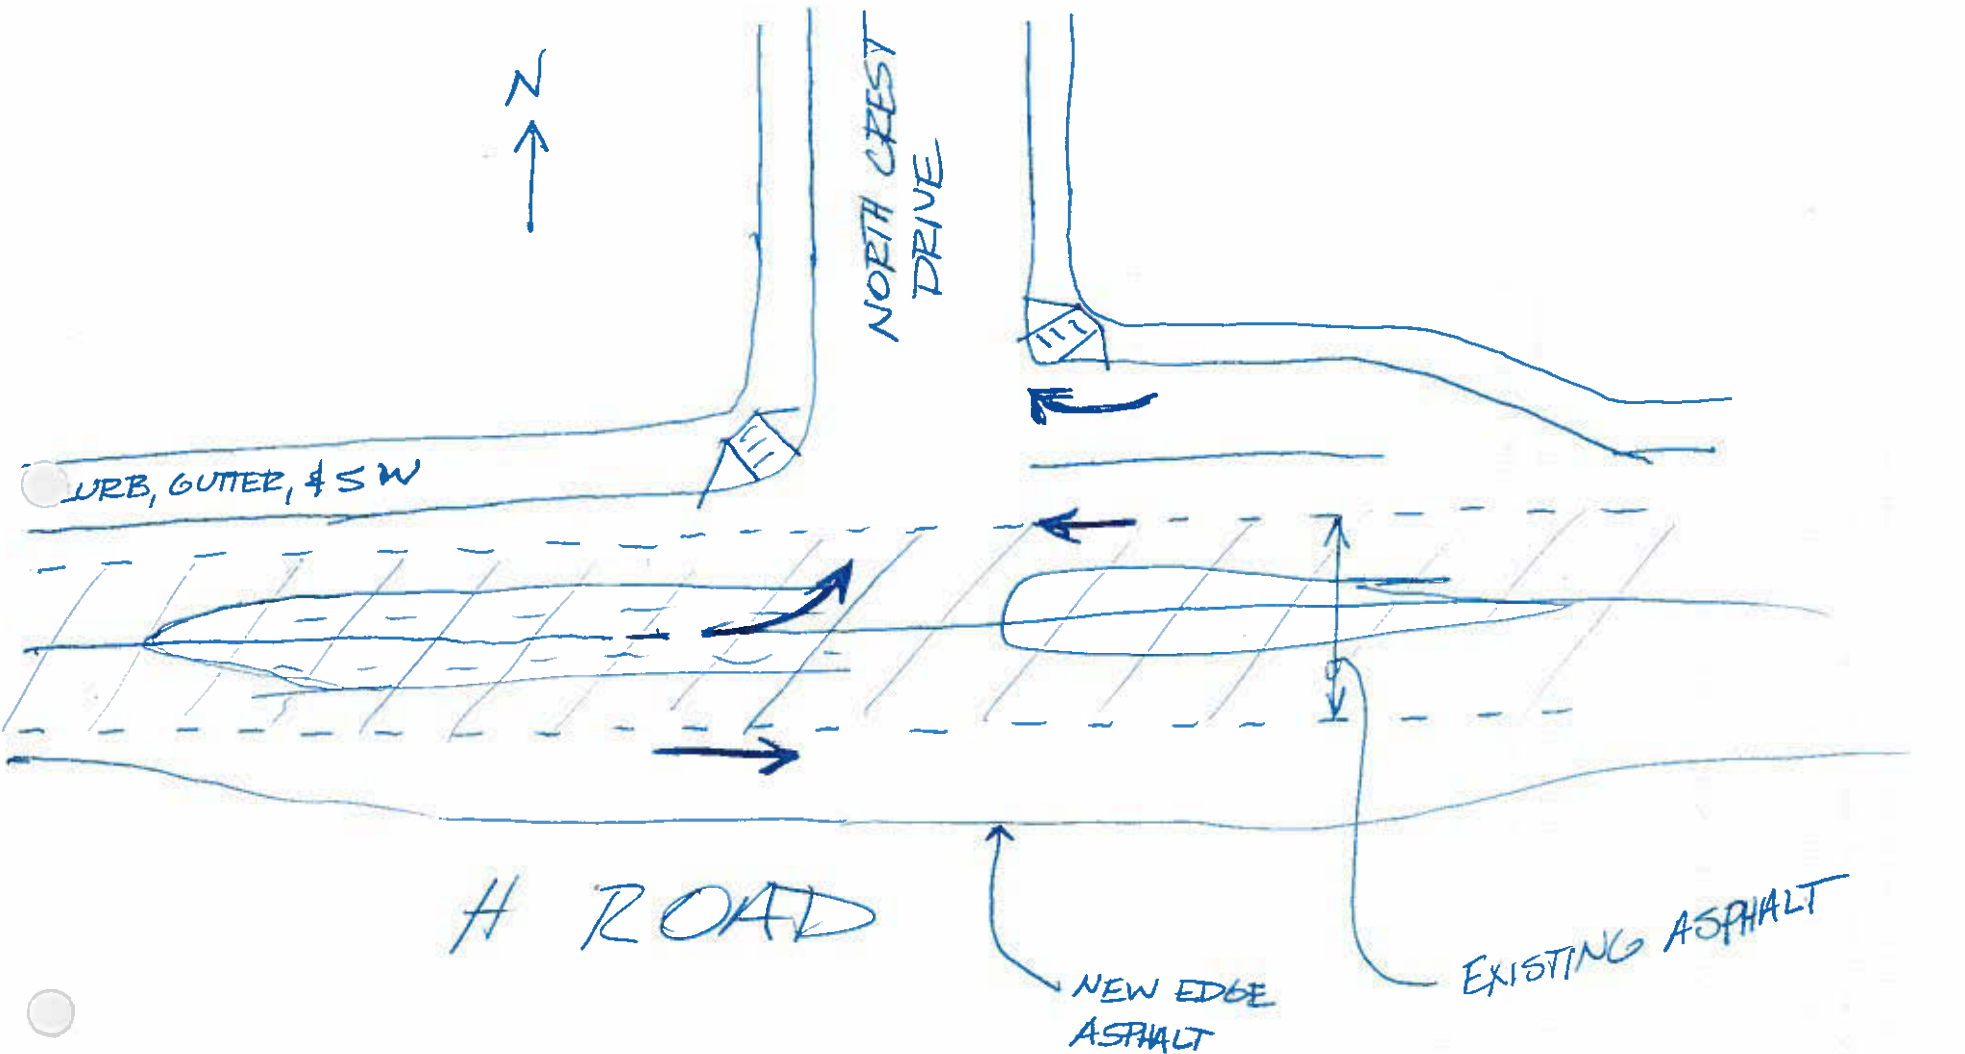 N
NORTH CREST
DRIVE
URB, GUTTER, & SW
H ROAD
EXISTING ASPHALT
NEW EDGE
ASPHALT